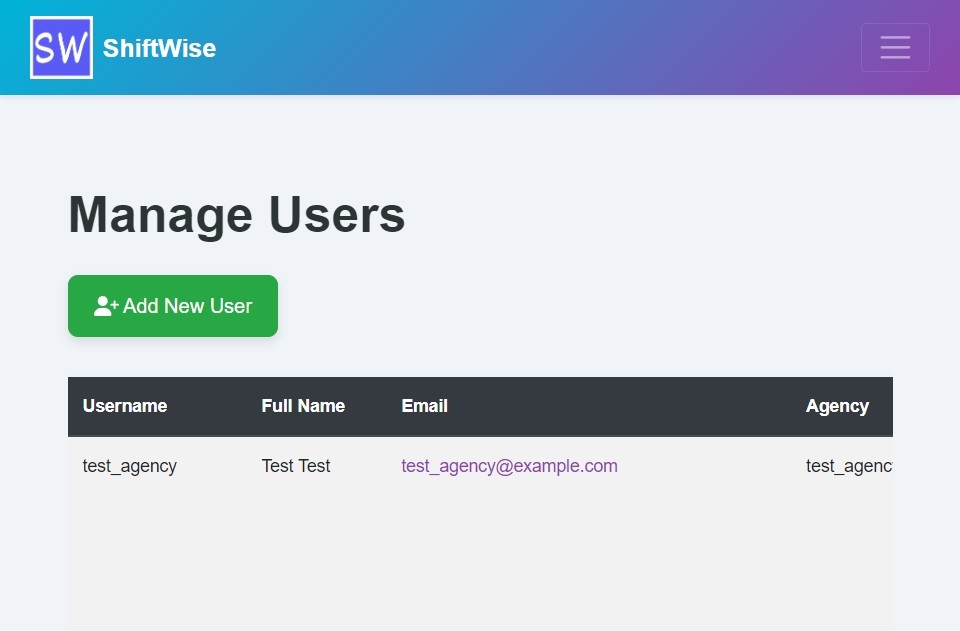 SW ShiftWise
Manage Users
Add New User
Username Full Name Email Agency
test_agency Test Test test_agency@example.com test_agenc